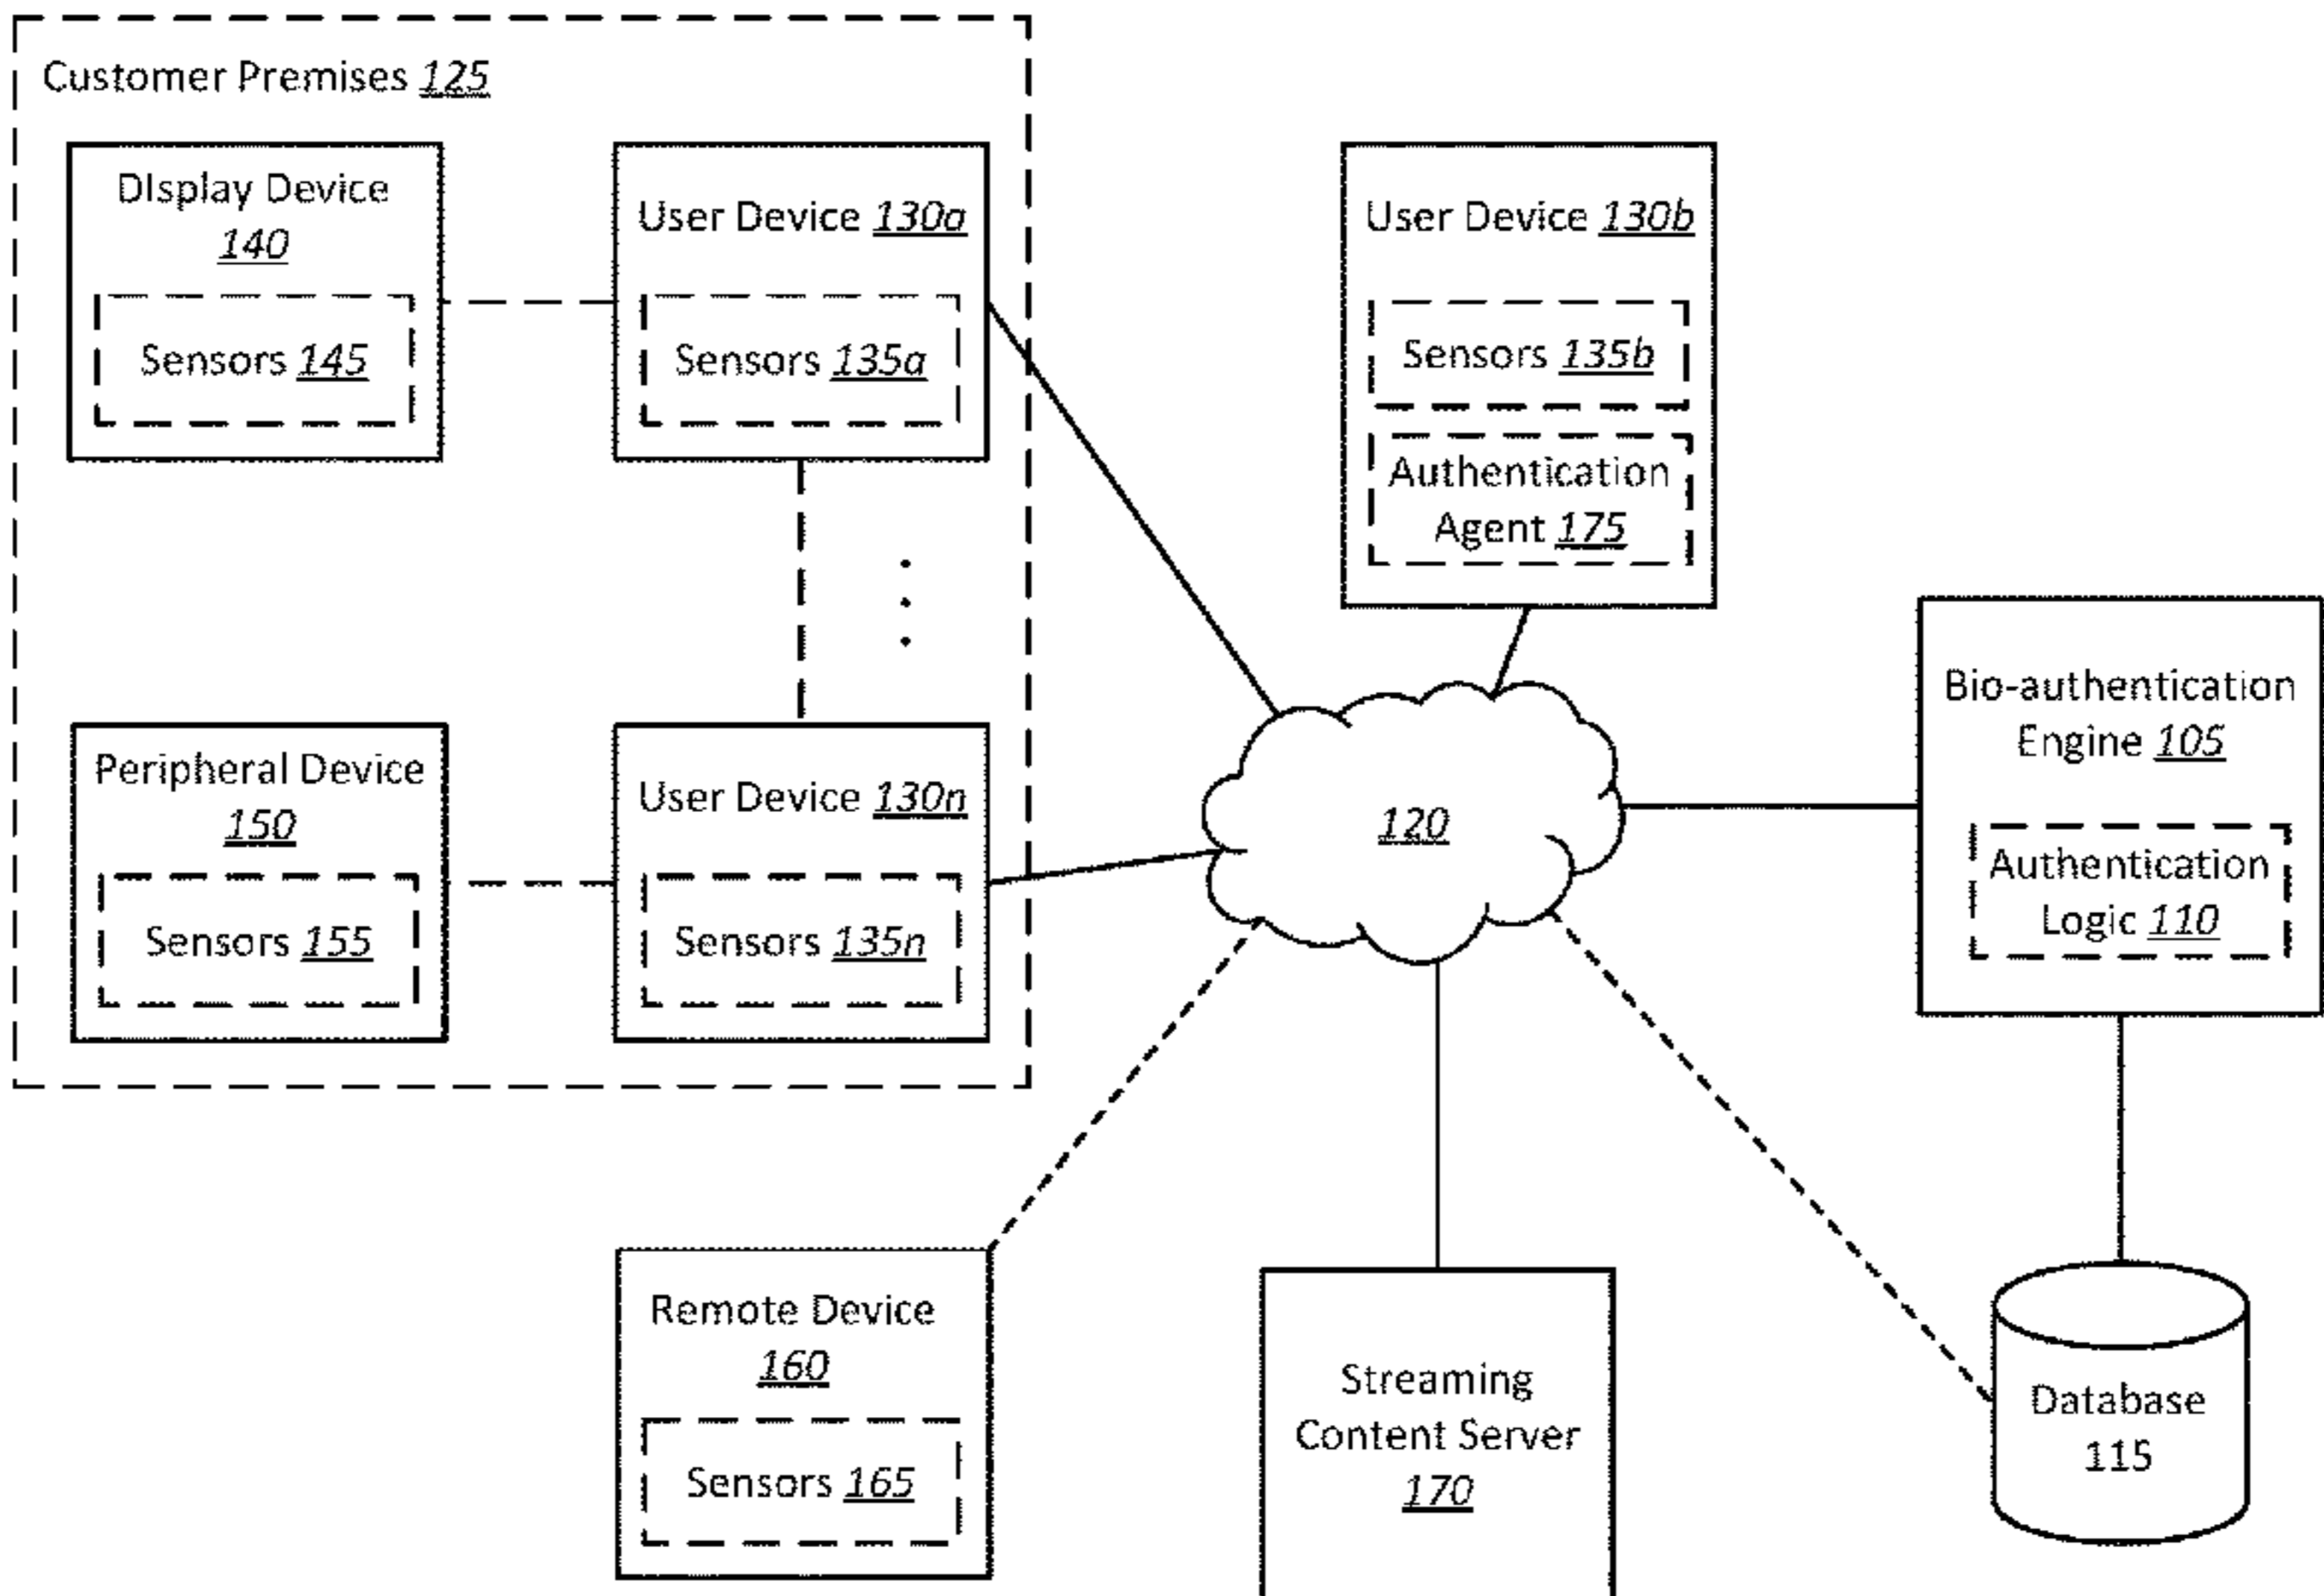 Customer Premises 125
DIsplay Device
140
Sensors 145
User Device 130a
Sensors 135a
User Device 130b
Sensors 135b
Authentication
Agent 175
Peripheral Device
150
Sensors 155
User Device 130n
Sensors 135n
120
Bio-authentication
Engine 105
Authentication
Logic 110
Remote Device
160
Sensors 165
Streaming
Content Server
170
Database
115